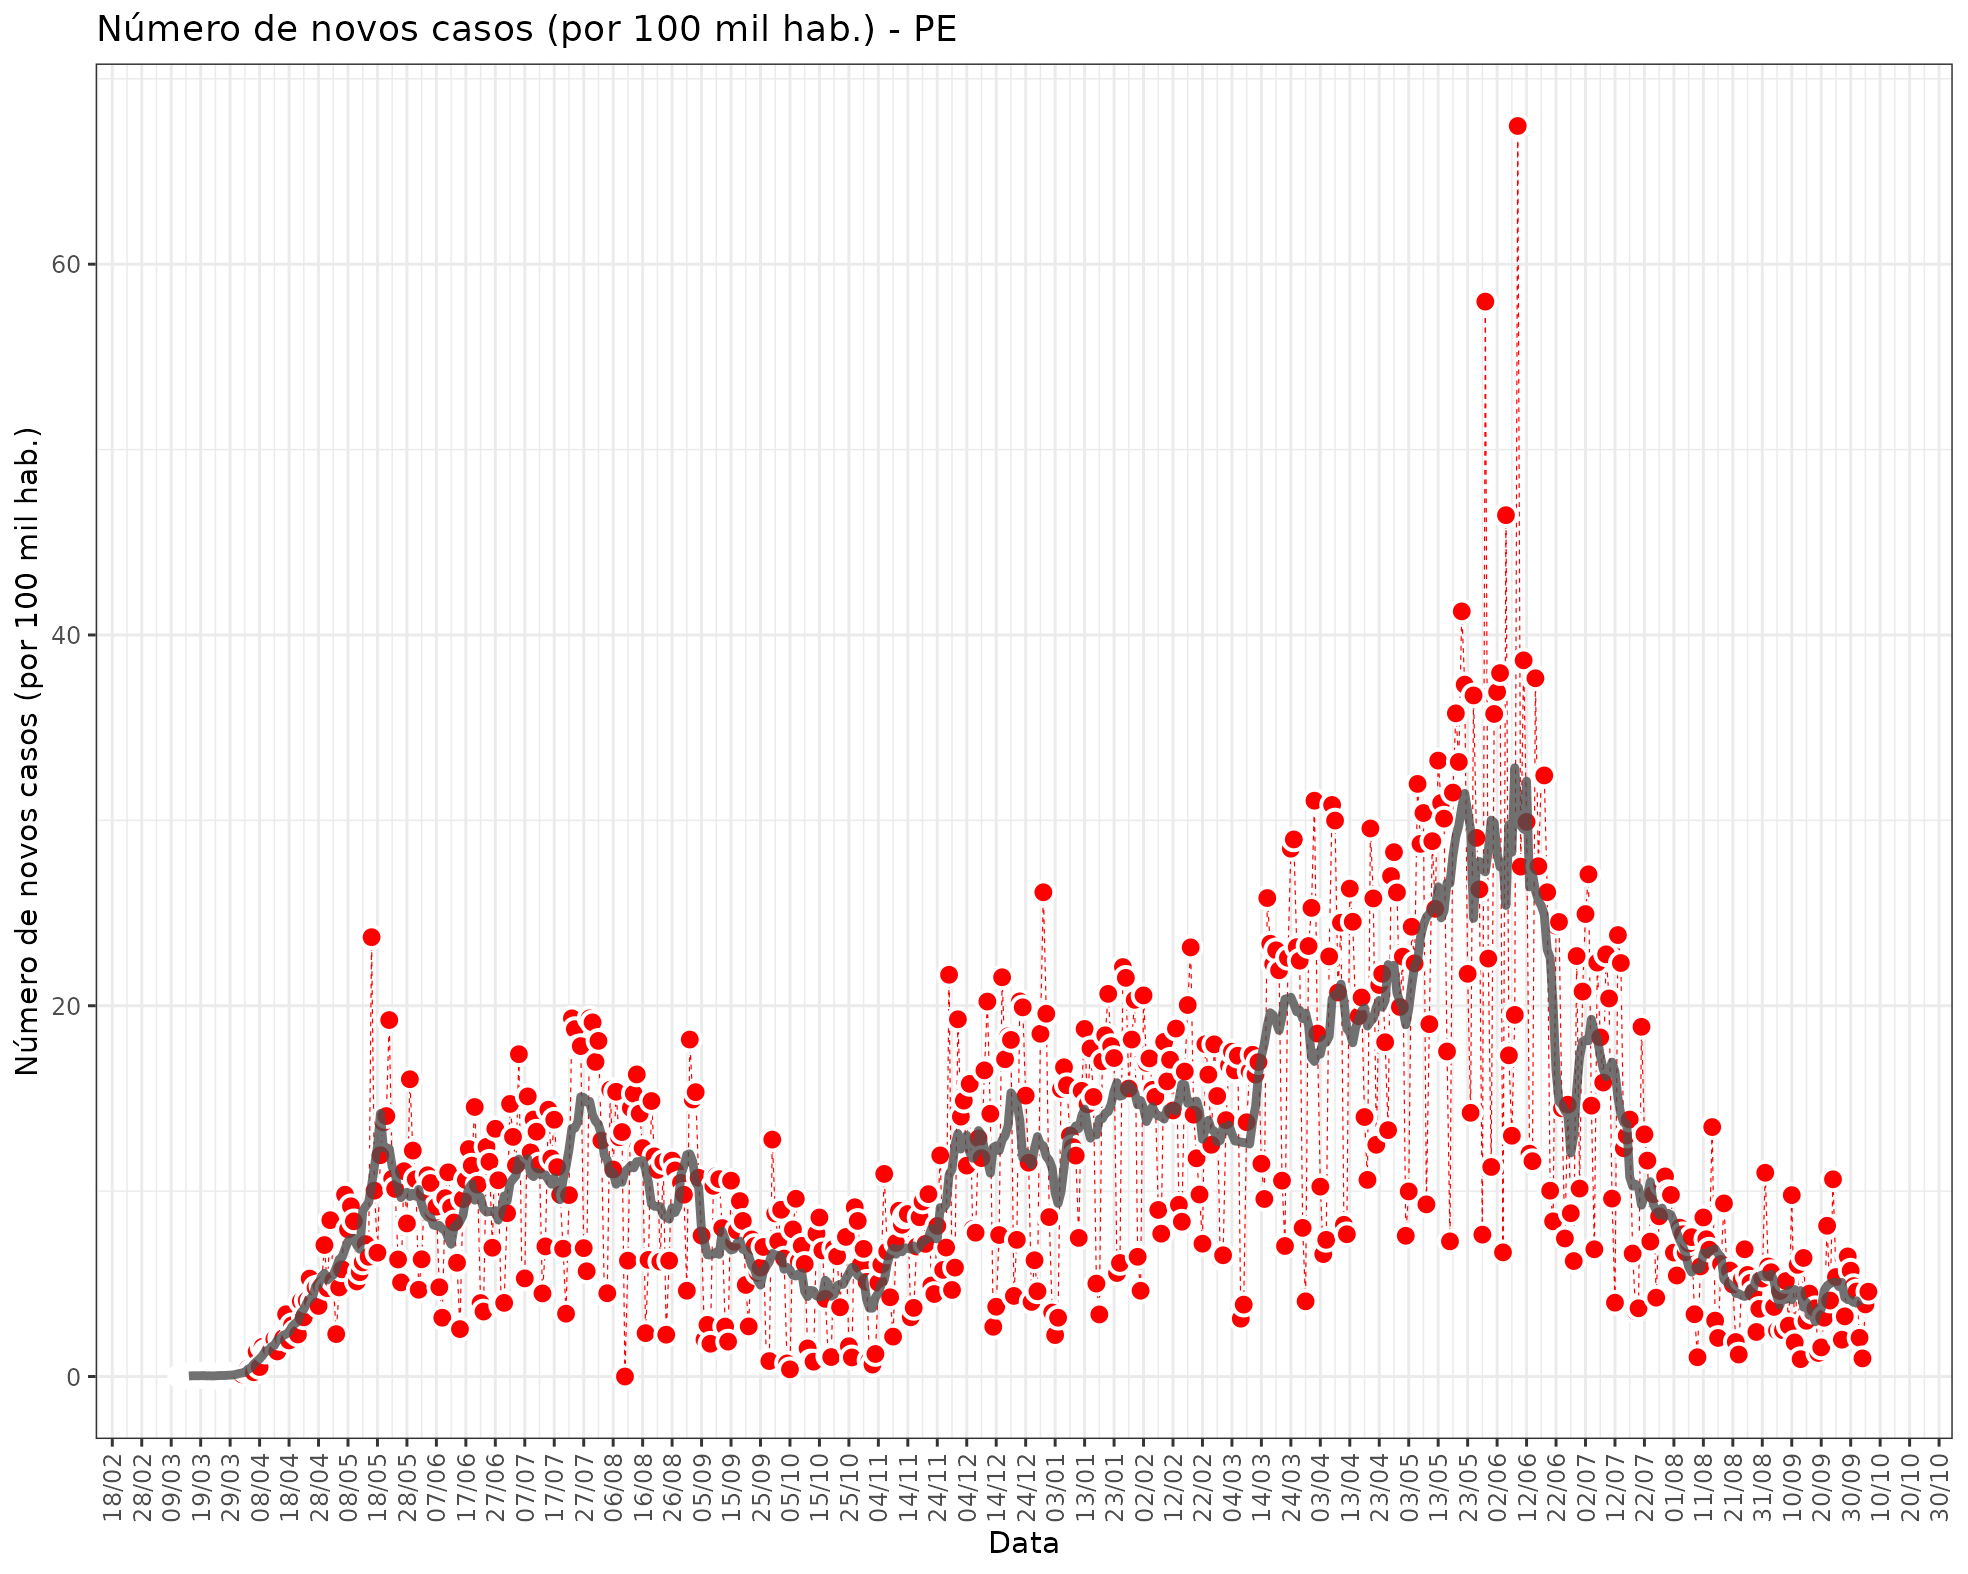 Número de novos casos (por 100 mil hab.) - PE
Número de novos casos (por 100 mil hab.)
60
40
20
0
18/02 28/02 09/03 19/03 29/03 08/04 18/04 28/04 08/05 18/05 28/05 07/06 17/06 27/06 07/07 17/07 27/07 06/08 16/08 26/08 05/09 15/09 25/09 05/10 15/10 25/10 04/11 14/11 24/11 04/12 14/12 24/12 03/01 13/01 23/01 02/02 12/02 22/02 04/03 14/03 24/03 03/04 13/04 23/04 03/05 13/05 23/05 02/06 12/06 22/06 02/07 12/07 22/07 01/08 11/08 21/08 31/08 10/09 20/09 30/09 10/10 20/10 30/10
Data